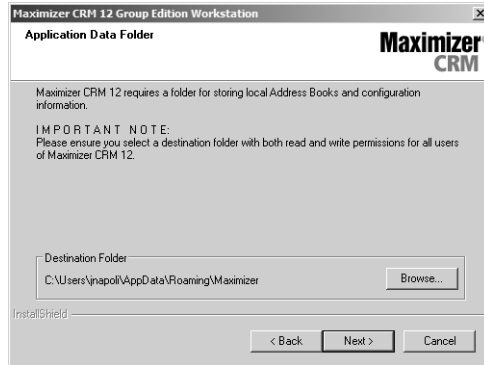 Maximizer CRM 12 Group Edition Workstation
Application Data Folder
Maximizer
CRM
Maximizer CRM 12 requires a folder for storing local Address Books and configuration
information.
I M P O R T A N T   N O T E:
Please ensure you select a destination folder with both read and write permissions for all users
of Maximizer CRM 12.
Destination Folder
C:\Users\jnapoli\AppData\Roaming\Maximizer
Browse...
InstallShield
< Back
Next >
Cancel